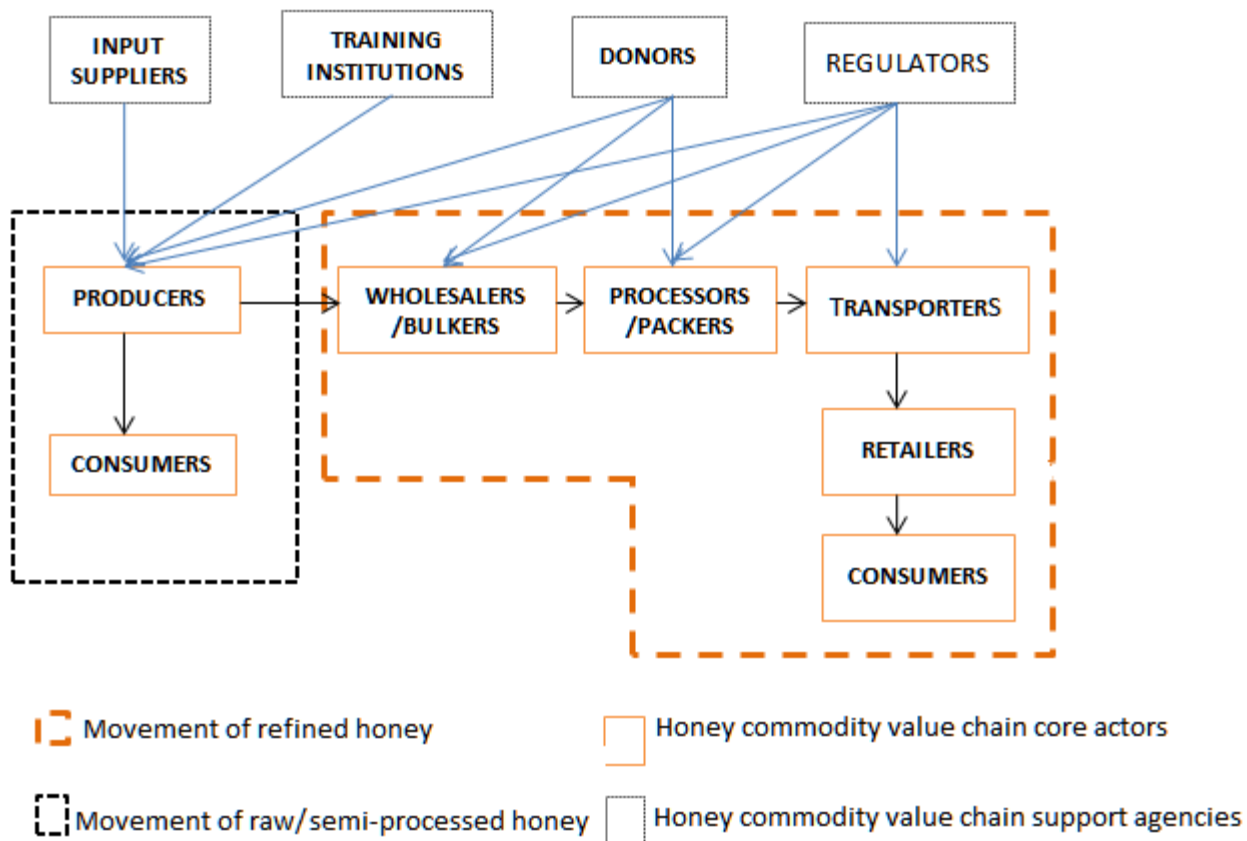 INPUT
SUPPLIERS
TRAINING
INSTITUTIONS
DONORS
REGULATORS
PRODUCERS
WHOLESALERS
/BULKERS
PROCESSORS
/PACKERS
TRANSPORTERS
CONSUMERS
RETAILERS
CONSUMERS
Movement of refined honey
Honey commodity value chain core actors
Movement of raw/semi-processed honey
Honey commodity value chain support agencies